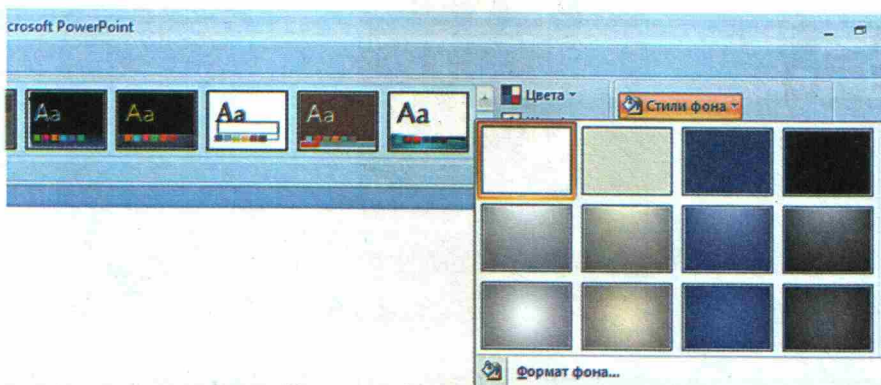 crosoft PowerPoint
Aa Aa Aa Aa Aa
Цвета
Стили фона
Формат фона...